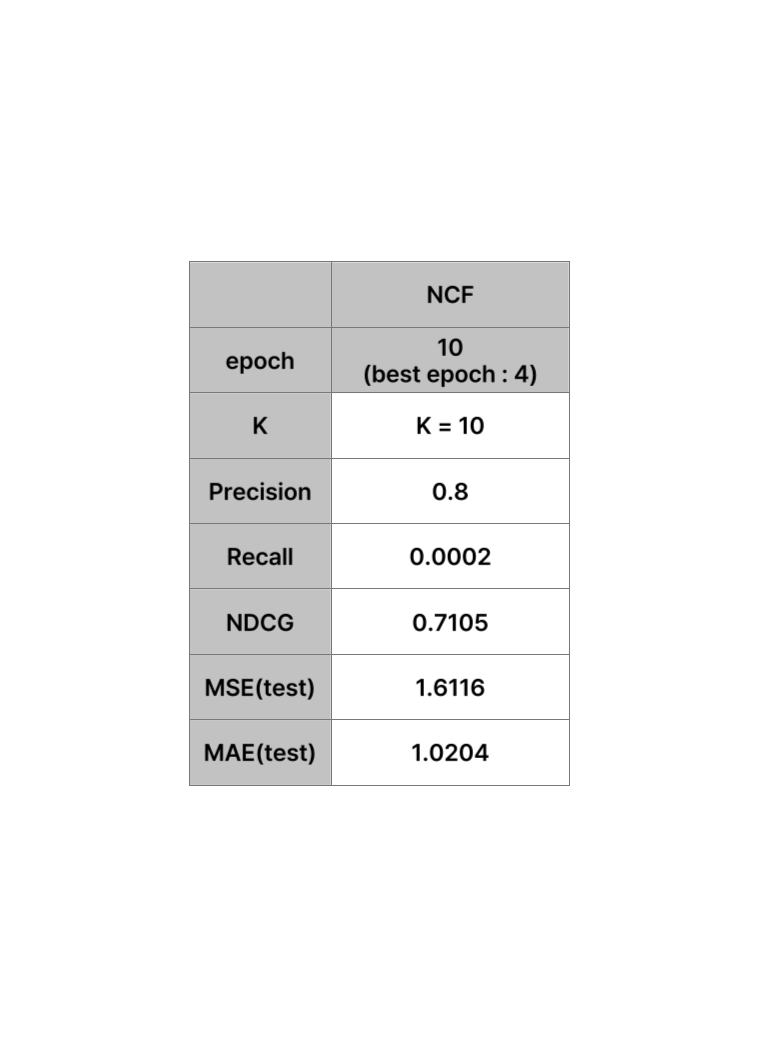 NCF
epoch
10
(best epoch : 4)
K
K = 10
Precision
0.8
Recall
0.0002
NDCG
0.7105
MSE(test)
1.6116
MAE(test)
1.0204